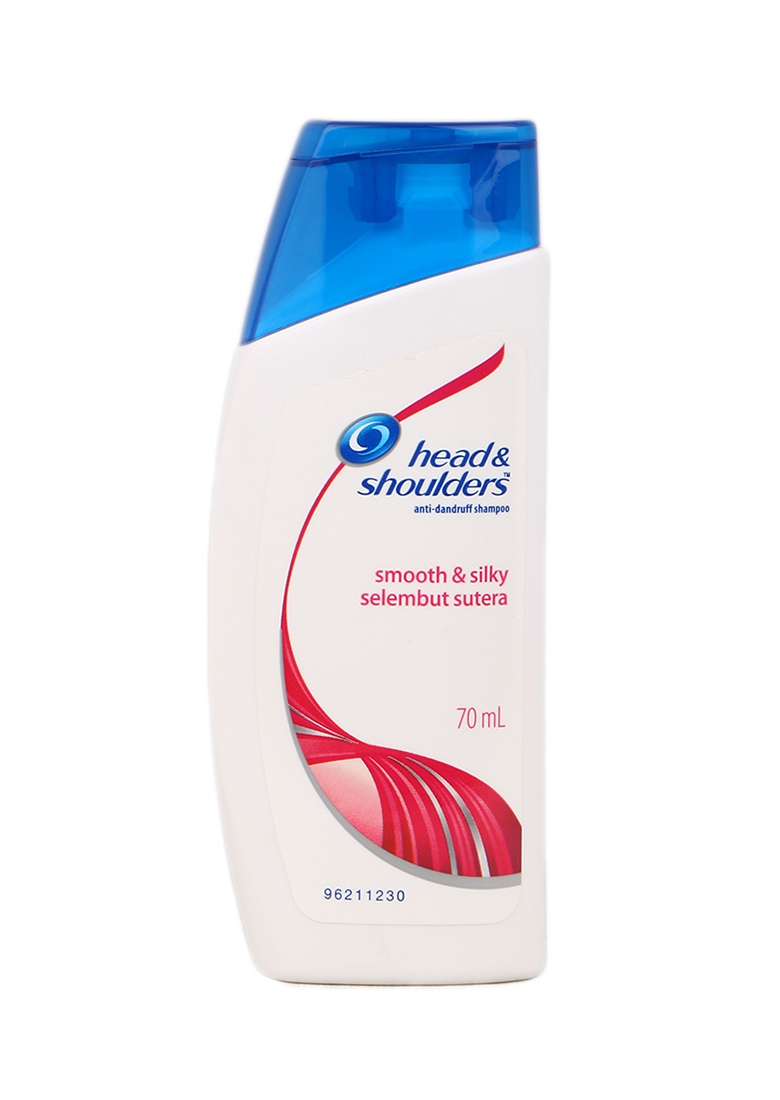 head &
shoulders™
anti-dandruff shampoo
smooth & silky
selembut sutera
70 mL
96211230